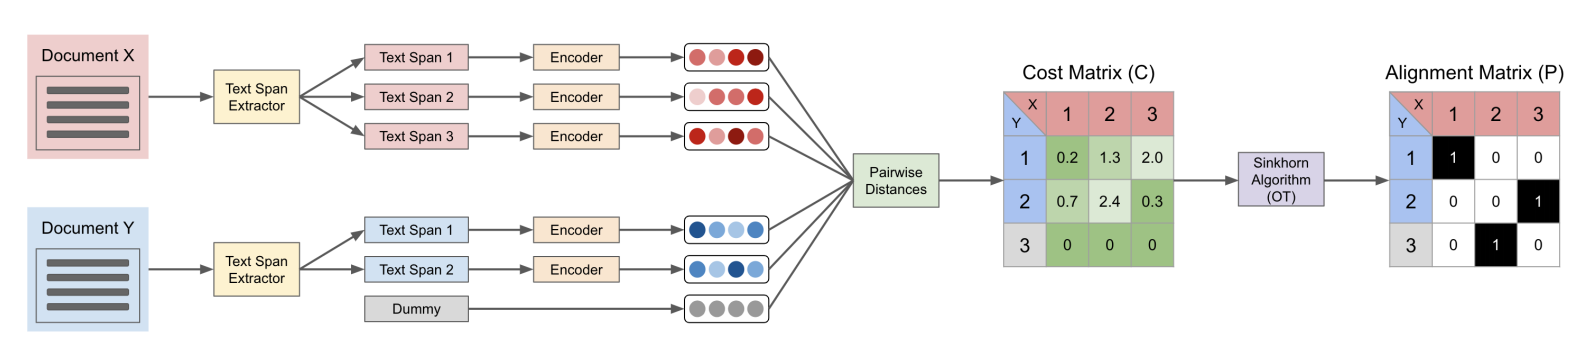 Document X
Text Span
Extractor
Text Span 1
Encoder
Text Span 2
Encoder
Text Span 3
Encoder
Document Y
Text Span
Extractor
Text Span 1
Encoder
Text Span 2
Encoder
Dummy
Pairwise
Distances
Cost Matrix (C)
X
Y
1 2 3
1 0.2 1.3 2.0
2 0.7 2.4 0.3
3 0 0 0
Sinkhorn
Algorithm
(OT)
Alignment Matrix (P)
X
Y
1 2 3
1 1 0 0
2 0 0 1
3 0 1 0